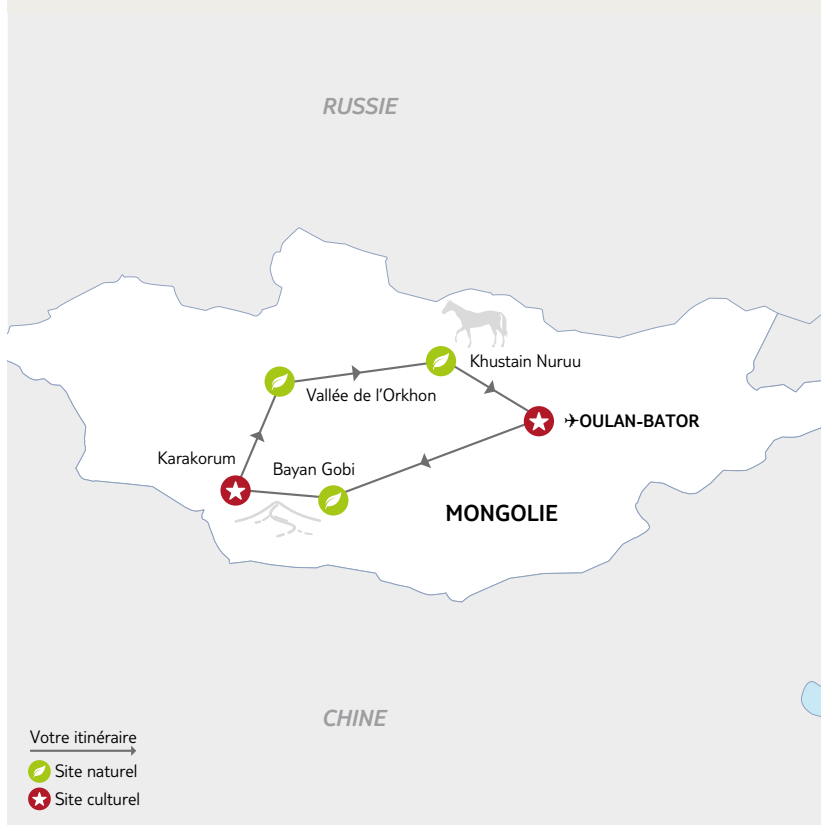 RUSSIE
Khustain Nuruu
Vallée de l'Orkhon
OULAN-BATOR
Karakorum
Bayan Gobi
MONGOLIE
CHINE
Votre itinéraire
Site naturel
Site culturel